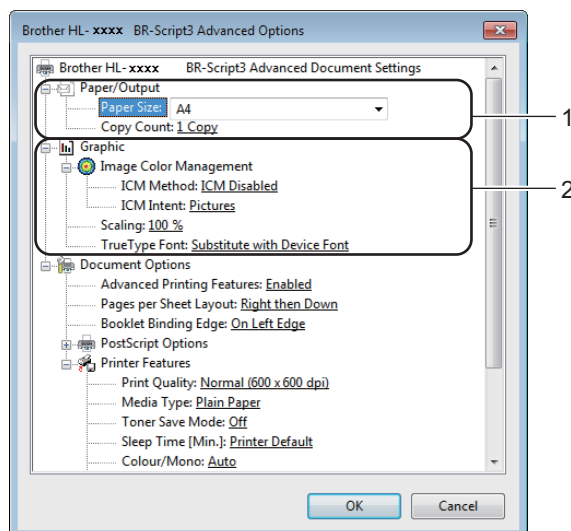 Brother HL-xxxx BR-Script3 Advanced Options
Brother HL-xxxx BR-Script3 Advanced Document Settings
Paper/Output
Paper Size: A4
Copy Count: 1 Copy
1
Graphic
Image Color Management
ICM Method: ICM Disabled
2
ICM Intent: Pictures
Scaling: 100 %
TrueType Font: Substitute with Device Font
Document Options
Advanced Printing Features: Enabled
Pages per Sheet Layout: Right then Down
Booklet Binding Edge: On Left Edge
PostScript Options
Printer Features
Print Quality: Normal (600 x 600 dpi)
Media Type: Plain Paper
Toner Save Mode: Off
Sleep Time [Min.]: Printer Default
Colour/Mono: Auto
OK Cancel